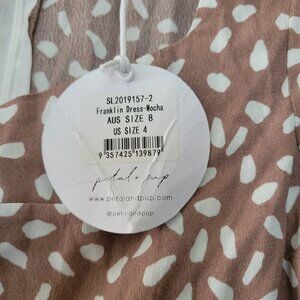 SL2019157-2
Franklin Dress-Mocha
AUS SIZE 8
US SIZE 4
9 357425 139879
petal + pup
www.petalandpup.com
@petalandpup